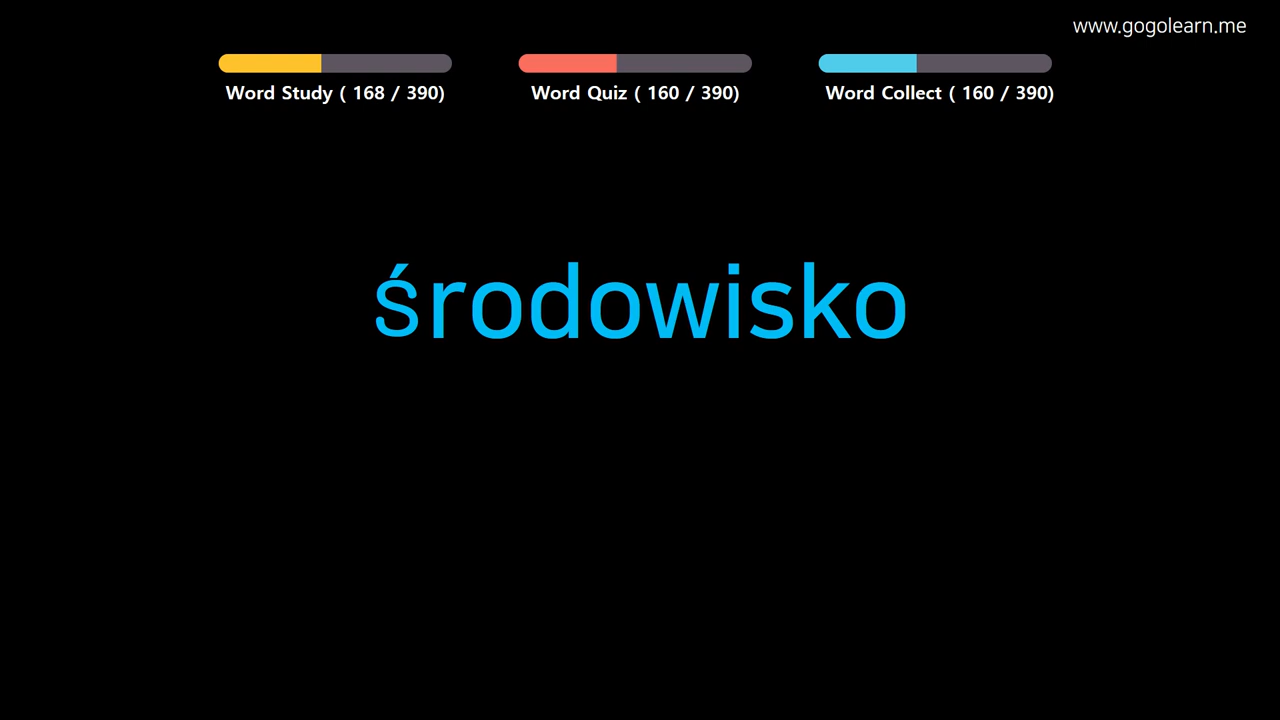 www.gogolearn.me
Word Study ( 168 / 390)
Word Quiz ( 160 / 390)
Word Collect ( 160 / 390)
środowisko